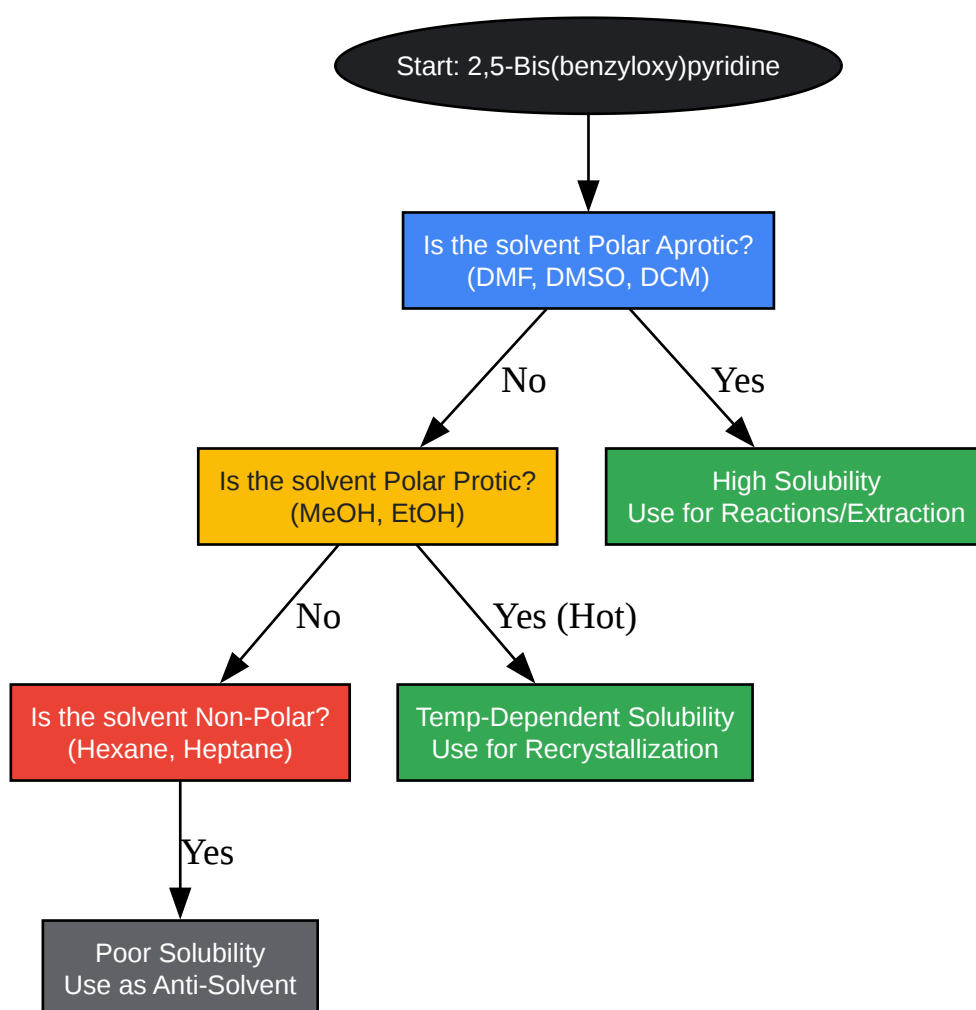 Start: 2,5-Bis(benzyloxy)pyridine
Is the solvent Polar Aprotic?
(DMF, DMSO, DCM)
No
Yes
Is the solvent Polar Protic?
(MeOH, EtOH)
High Solubility
Use for Reactions/Extraction
No
Yes (Hot)
Is the solvent Non-Polar?
(Hexane, Heptane)
Temp-Dependent Solubility
Use for Recrystallization
Yes
Poor Solubility
Use as Anti-Solvent